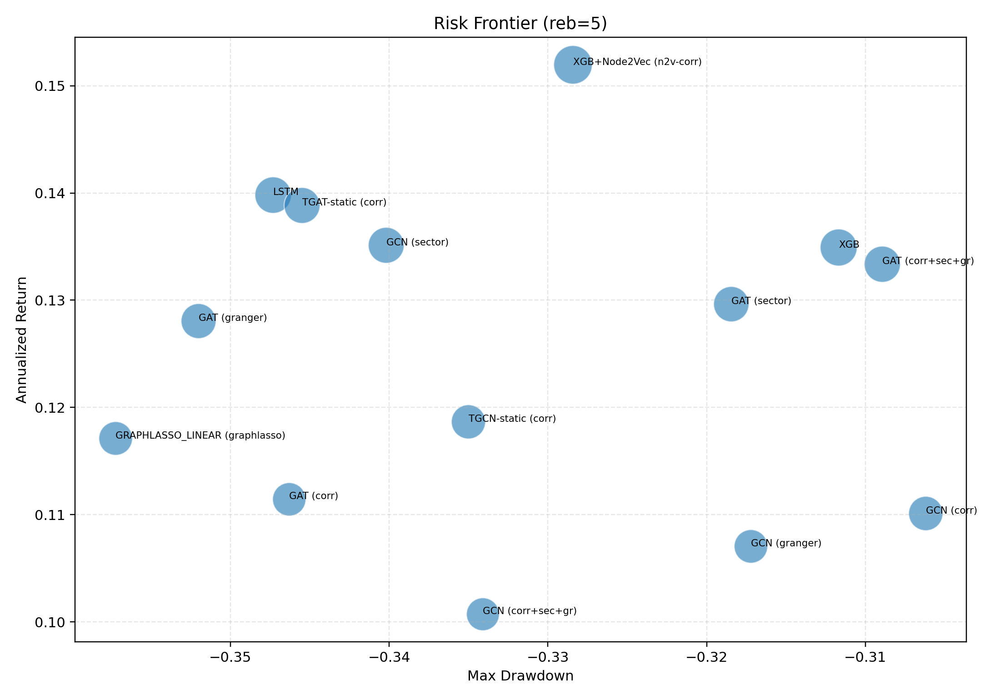 Risk Frontier (reb=5)
XGB+Node2Vec (n2v-corr)
0.15
LSTM
0.14
TGAT-static (corr)
GCN (sector)
XGB
GAT (corr+sec+gr)
0.13
GAT (sector)
GAT (granger)
Annualized Return
TGCN-static (corr)
0.12
GRAPHLASSO_LINEAR (graphlasso)
GAT (corr)
GCN (corr)
0.11
GCN (granger)
GCN (corr+sec+gr)
0.10
−0.35
−0.34
−0.33
−0.32
−0.31
Max Drawdown